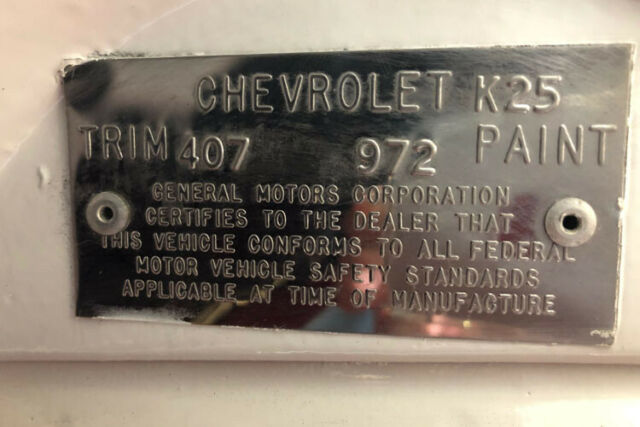 CHEVROLET K25
TRIM 407 972 PAINT
GENERAL MOTORS CORPORATION
CERTIFIES TO THE DEALER THAT
THIS VEHICLE CONFORMS TO ALL FEDERAL
MOTOR VEHICLE SAFETY STANDARDS
APPLICABLE AT TIME OF MANUFACTURE